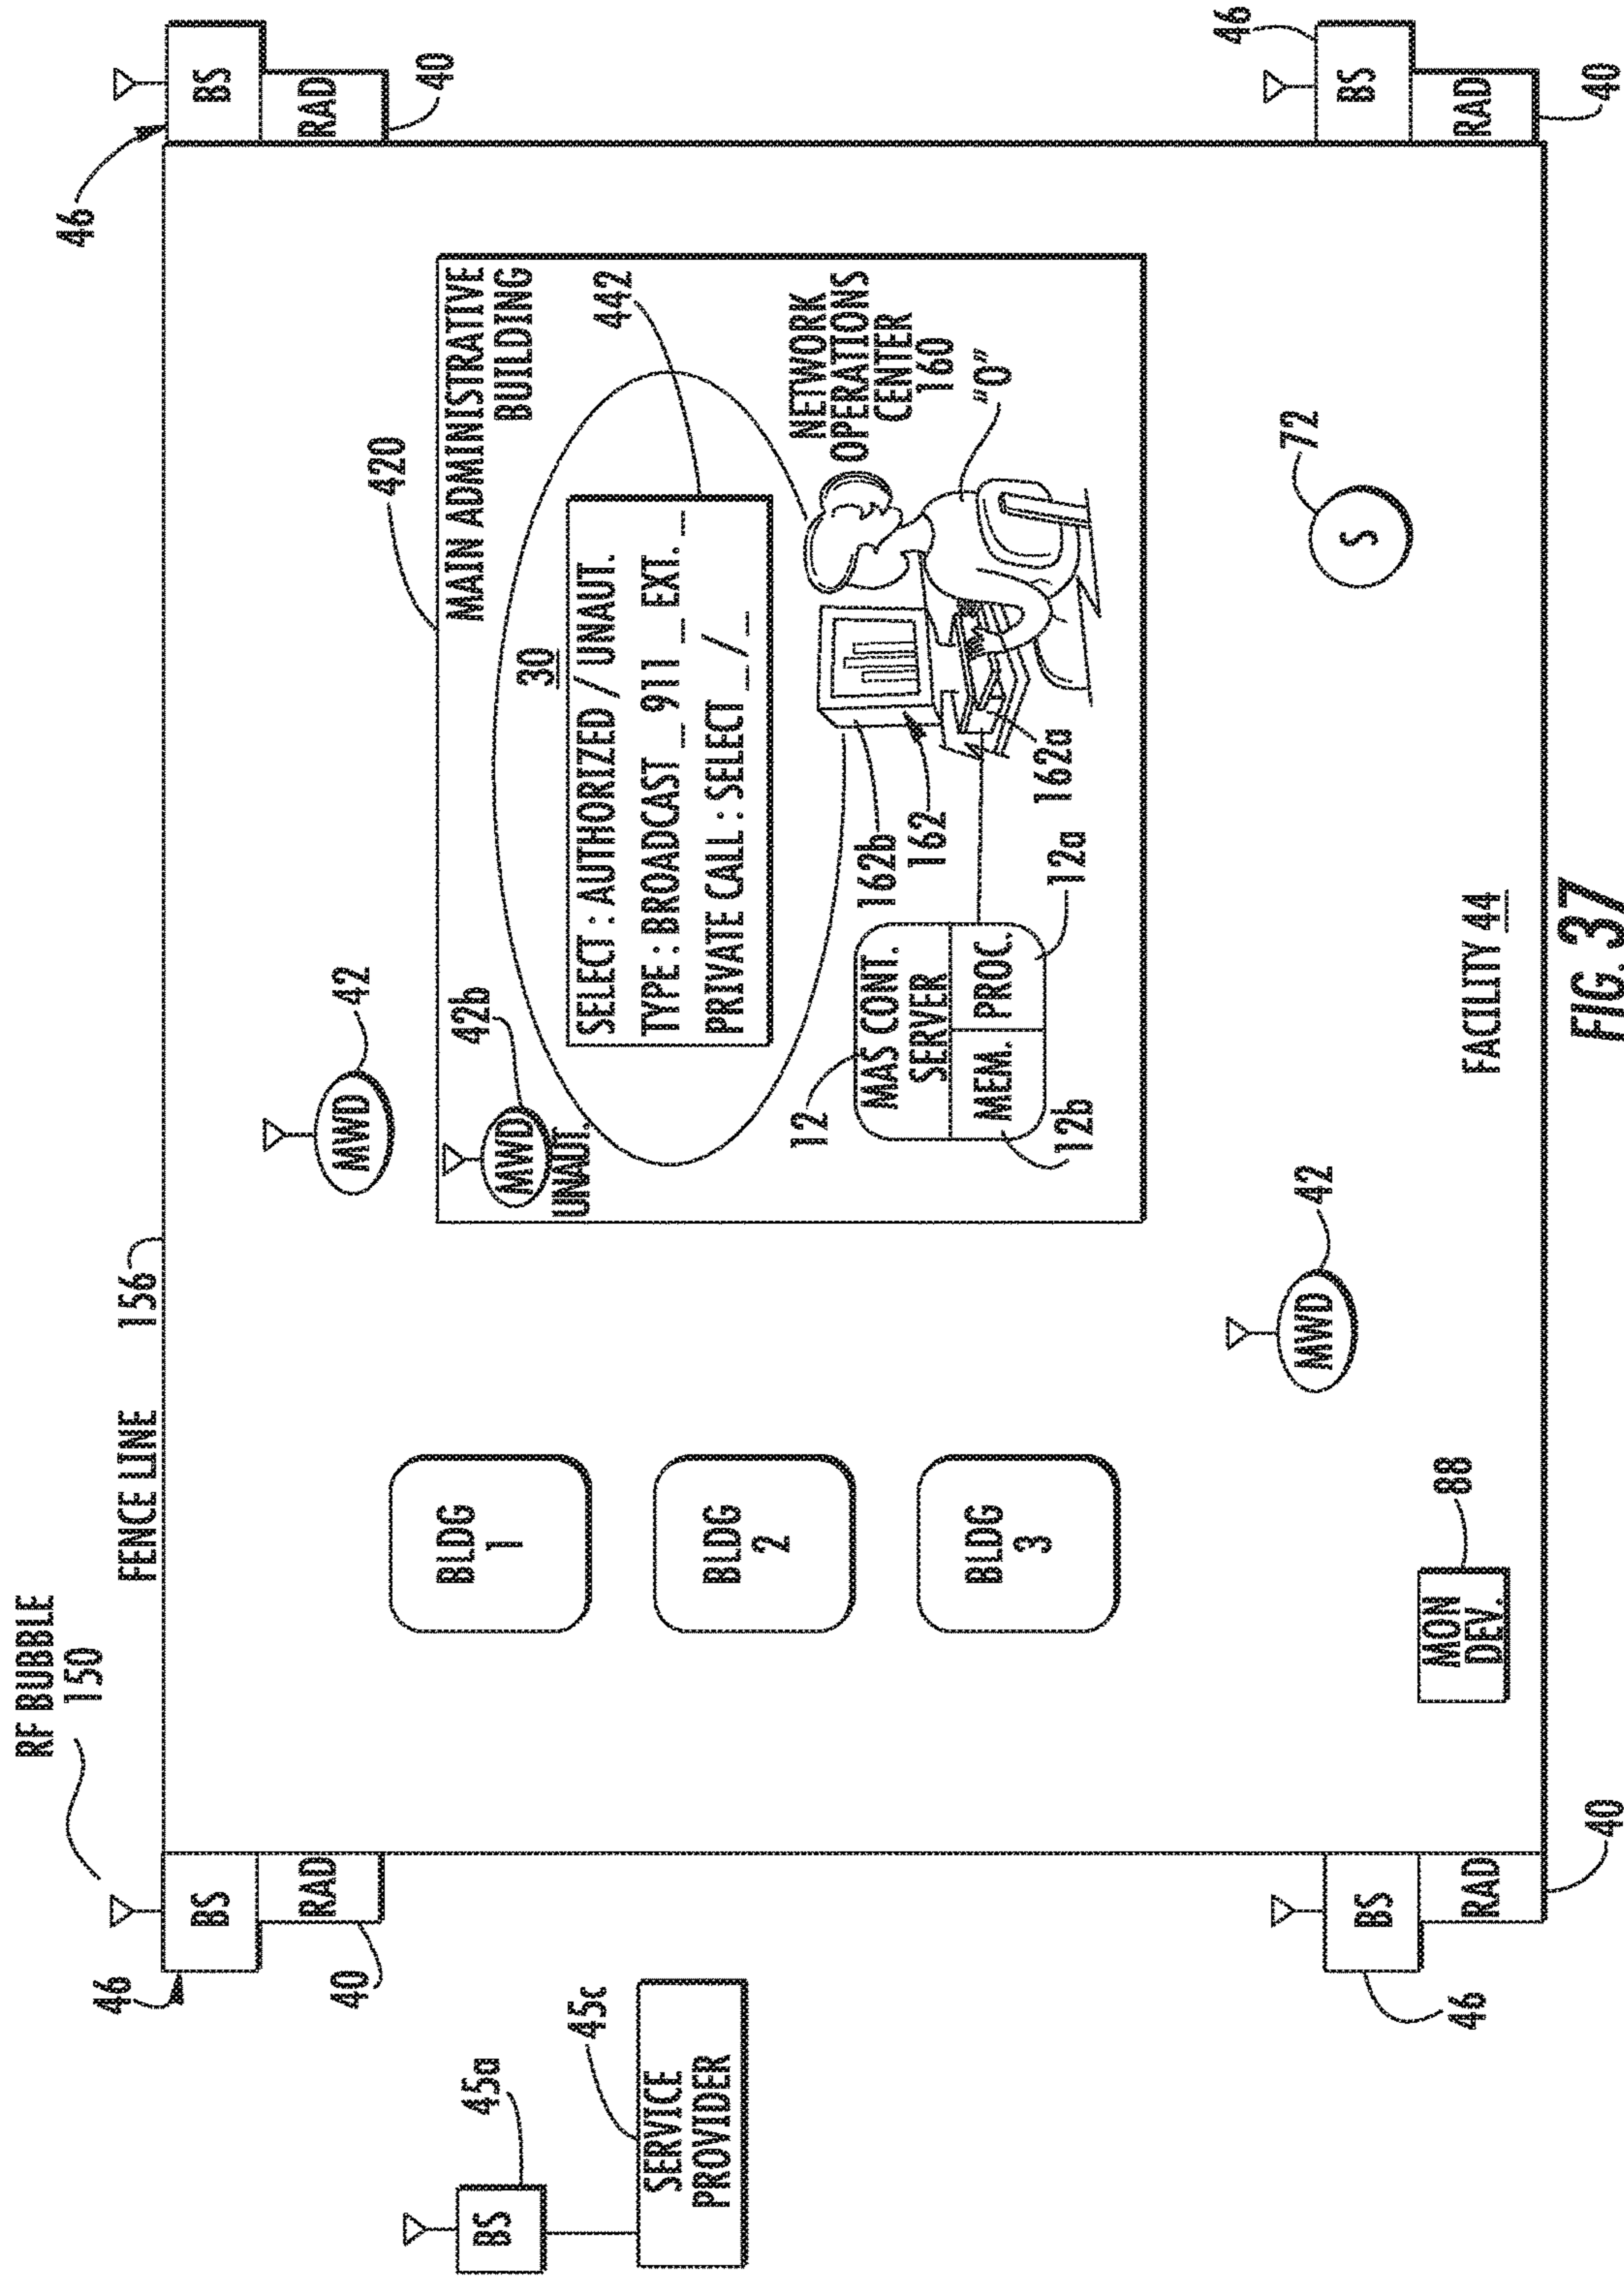 RF BUBBLE
150
FENCE LINE
156
46
BS
RAD
40
46
BS
RAD
40
45a
BS
45c
SERVICE
PROVIDER
MWD
42
420
MAIN ADMINISTRATIVE
BUILDING
42b
MWD
UNAUT.
30
442
SELECT : AUTHORIZED / UNAUT.
TYPE : BROADCAST _ 911 _ EXT. _
PRIVATE CALL : SELECT _ / _
NETWORK
OPERATIONS
CENTER
160
"O"
162b
162
162a
12
MAS CONT.
SERVER
MEM.
PROC.
12a
12b
BLDG
1
BLDG
2
BLDG
3
MWD
42
S
72
MON
DEV.
88
46
BS
RAD
40
46
BS
RAD
40
FACILITY 44
FIG. 37